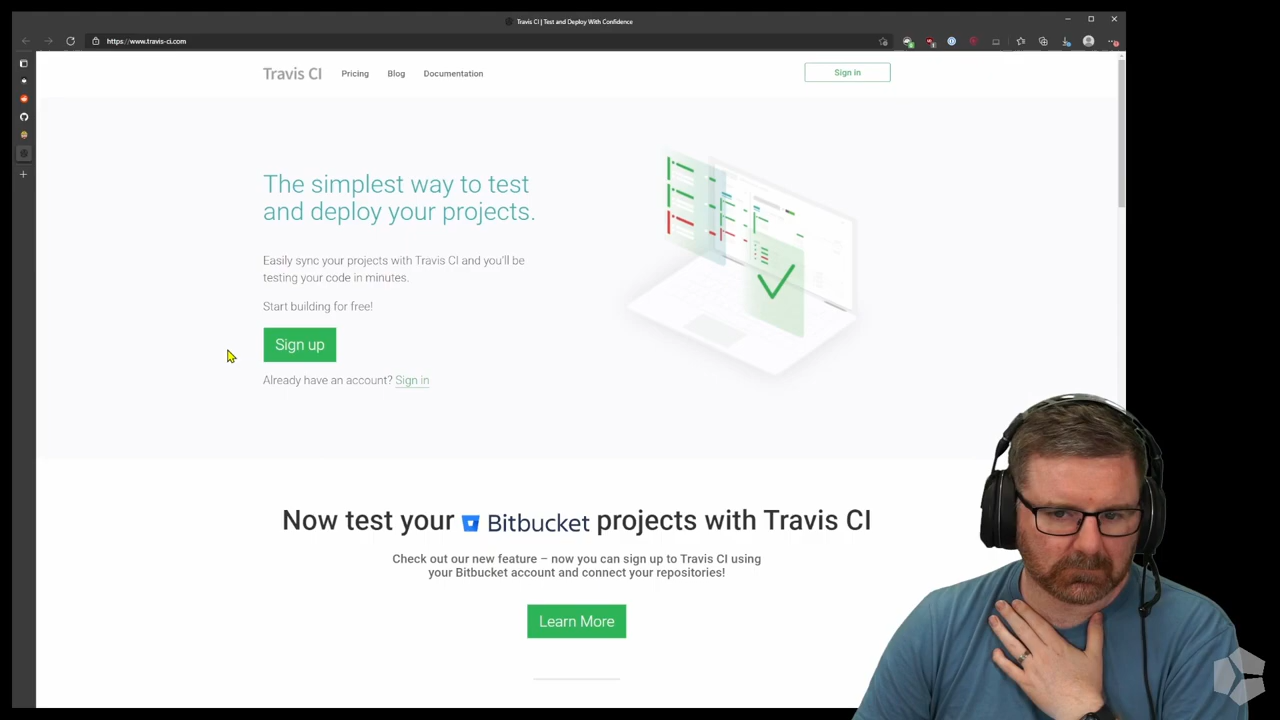 Travis CI | Test and Deploy With Confidence
https://www.travis-ci.com
Travis CI Pricing Blog Documentation Sign in
The simplest way to test
and deploy your projects.
Easily sync your projects with Travis CI and you'll be
testing your code in minutes.
Start building for free!
Sign up
Already have an account? Sign in
Now test your Bitbucket projects with Travis CI
Check out our new feature – now you can sign up to Travis CI using
your Bitbucket account and connect your repositories!
Learn More